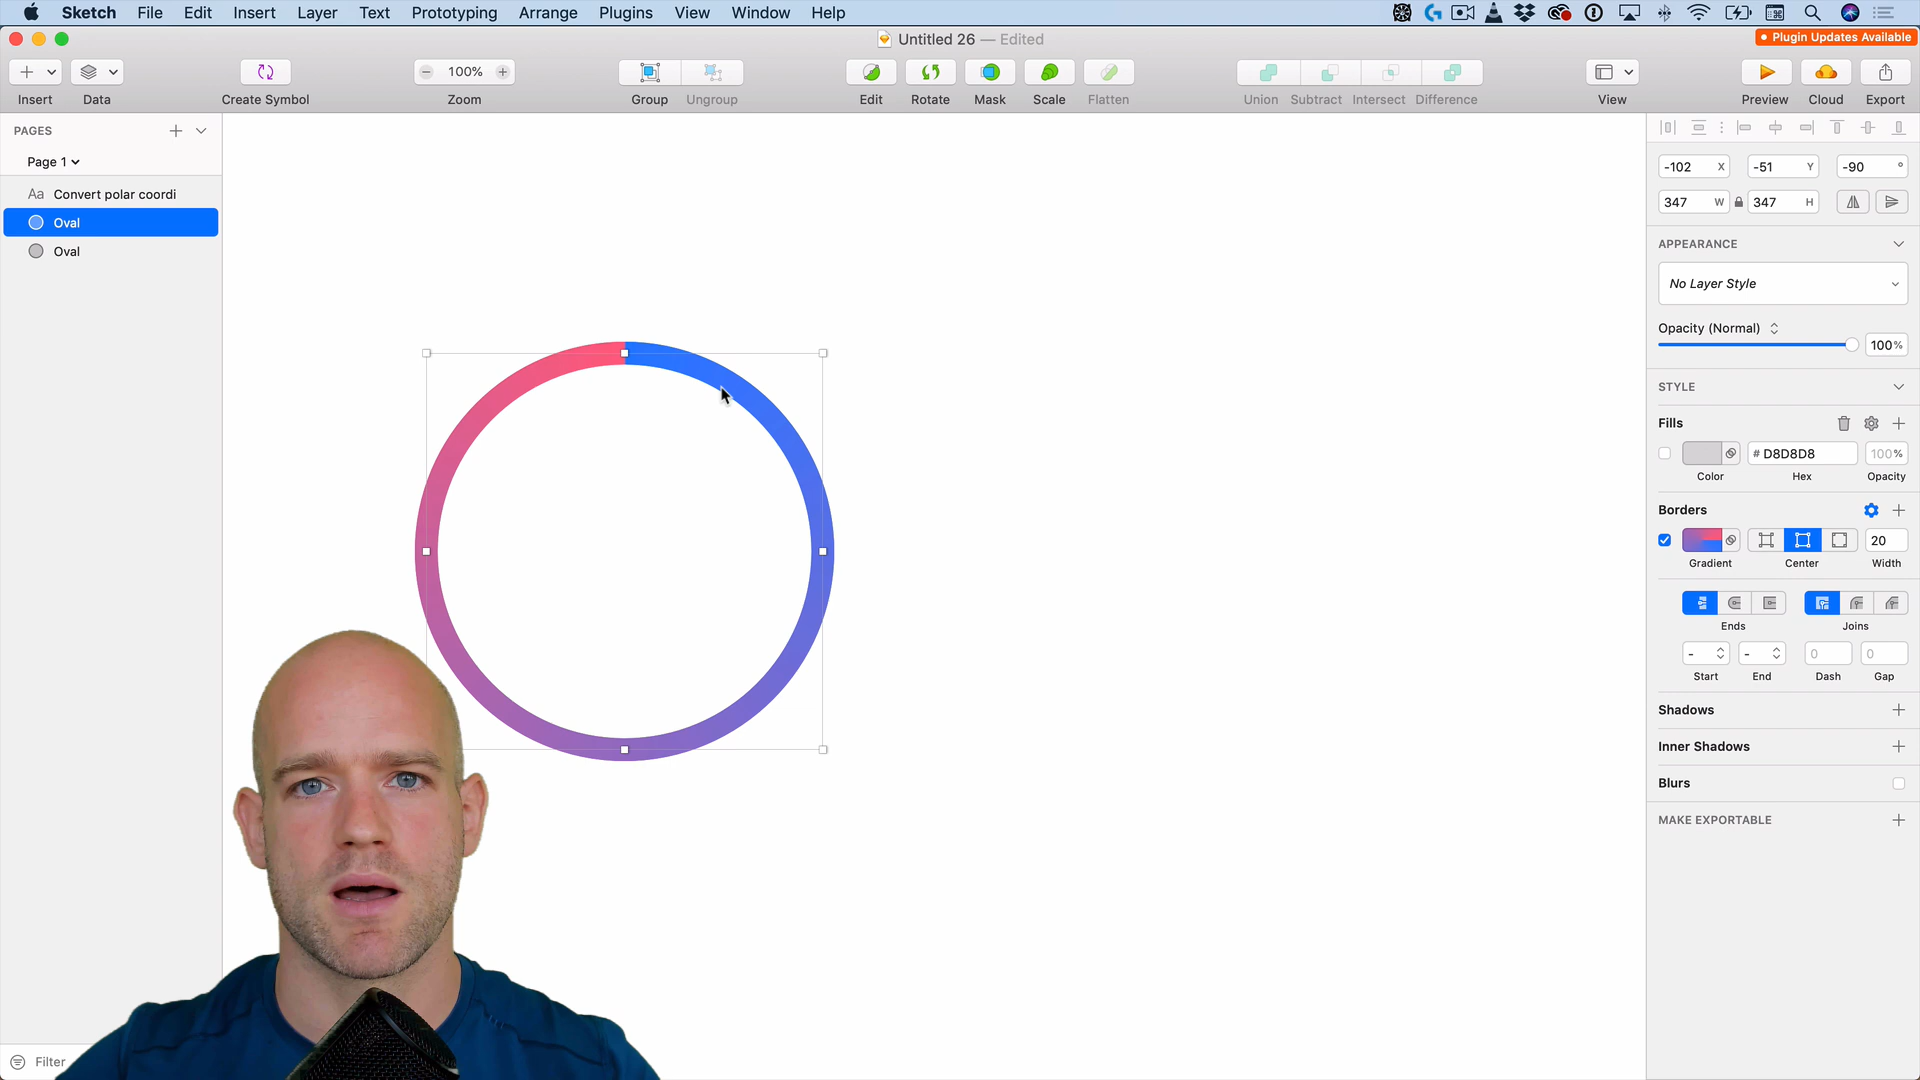 Sketch File Edit Insert Layer Text Prototyping Arrange Plugins View Window Help
Untitled 26 — Edited
Plugin Updates Available
100%
Insert Data Create Symbol Zoom Group Ungroup Edit Rotate Mask Scale Flatten Union Subtract Intersect Difference View Preview Cloud Export
PAGES
Page 1
Aa Convert polar coordi
Oval
Oval
Filter
-102 X -51 Y -90 °
347 W 347 H
APPEARANCE
No Layer Style
Opacity (Normal)
100%
STYLE
Fills
# D8D8D8 100%
Color Hex Opacity
Borders
20
Gradient Center Width
Ends Joins
- - 0 0
Start End Dash Gap
Shadows
Inner Shadows
Blurs
MAKE EXPORTABLE